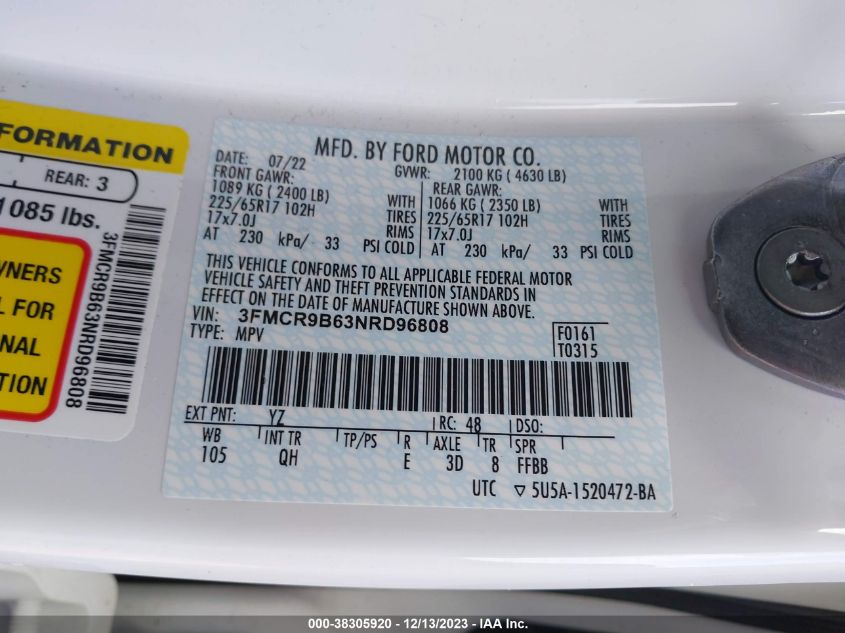 FORMATION
REAR: 3
1085 lbs.
OWNERS
L FOR
NAL
TION
3FMCR9B63NRD96808
MFD. BY FORD MOTOR CO.
DATE: 07/22 GVWR: 2100 KG ( 4630 LB)
FRONT GAWR: REAR GAWR:
1089 KG ( 2400 LB) WITH 1066 KG ( 2350 LB) WITH
225/65R17 102H TIRES 225/65R17 102H TIRES
17x7.0J RIMS 17x7.0J RIMS
AT 230 kPa/ 33 PSI COLD AT 230 kPa/ 33 PSI COLD
THIS VEHICLE CONFORMS TO ALL APPLICABLE FEDERAL MOTOR
VEHICLE SAFETY AND THEFT PREVENTION STANDARDS IN
EFFECT ON THE DATE OF MANUFACTURE SHOWN ABOVE.
VIN: 3FMCR9B63NRD96808
TYPE: MPV
F0161
T0315
EXT PNT: YZ RC: 48 DSO:
WB INT TR TP/PS R AXLE TR SPR
105 QH E 3D 8 FFBB
UTC ▽ 5U5A-1520472-BA
000-38305920 - 12/13/2023 - IAA Inc.